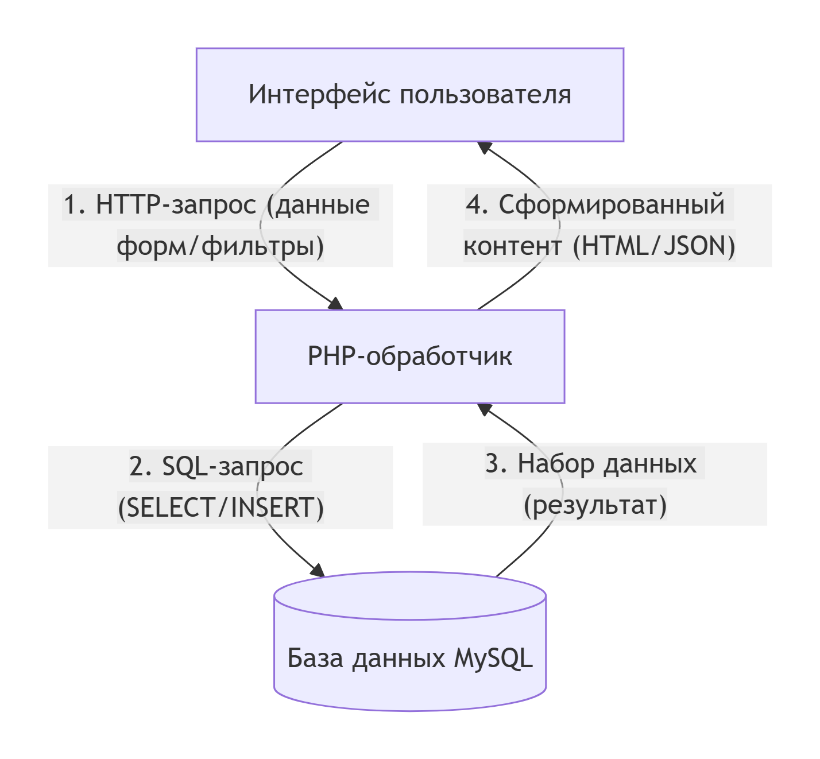 Интерфейс пользователя
1. HTTP-запрос (данные
форм/фильтры)
4. Сформированный
контент (HTML/JSON)
PHP-обработчик
2. SQL-запрос
(SELECT/INSERT)
3. Набор данных
(результат)
База данных MySQL